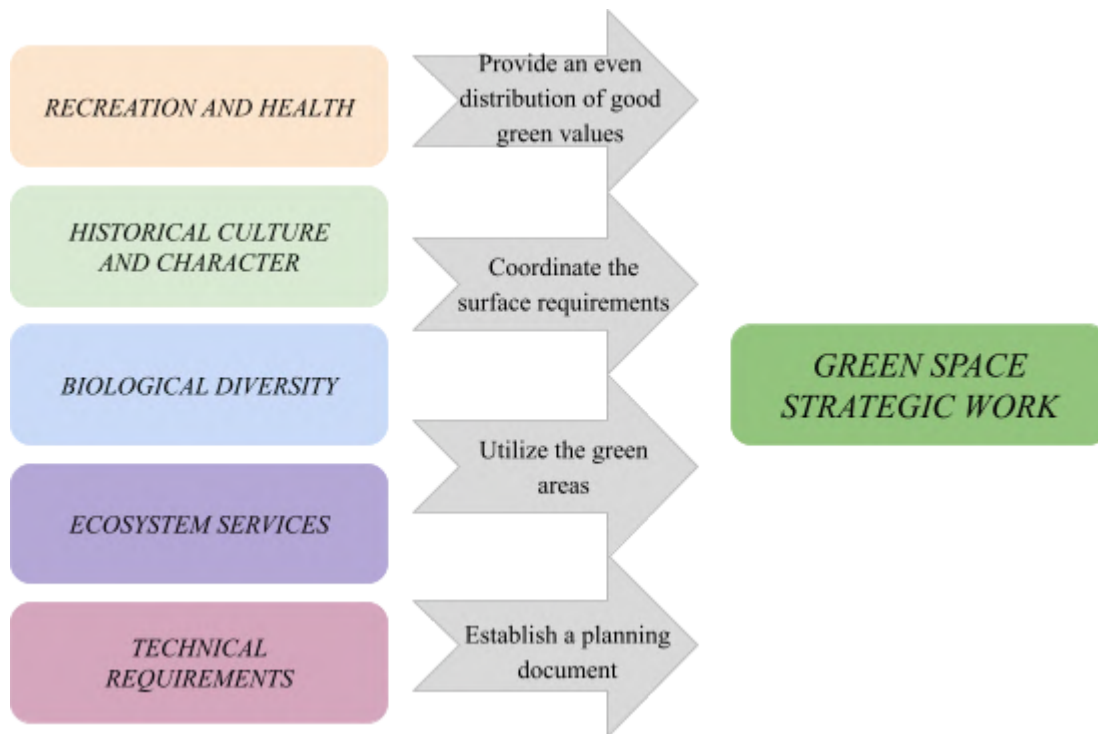 RECREATION AND HEALTH
HISTORICAL CULTURE
AND CHARACTER
BIOLOGICAL DIVERSITY
ECOSYSTEM SERVICES
TECHNICAL
REQUIREMENTS
Provide an even
distribution of good
green values
Coordinate the
surface requirements
Utilize the green
areas
Establish a planning
document
GREEN SPACE
STRATEGIC WORK